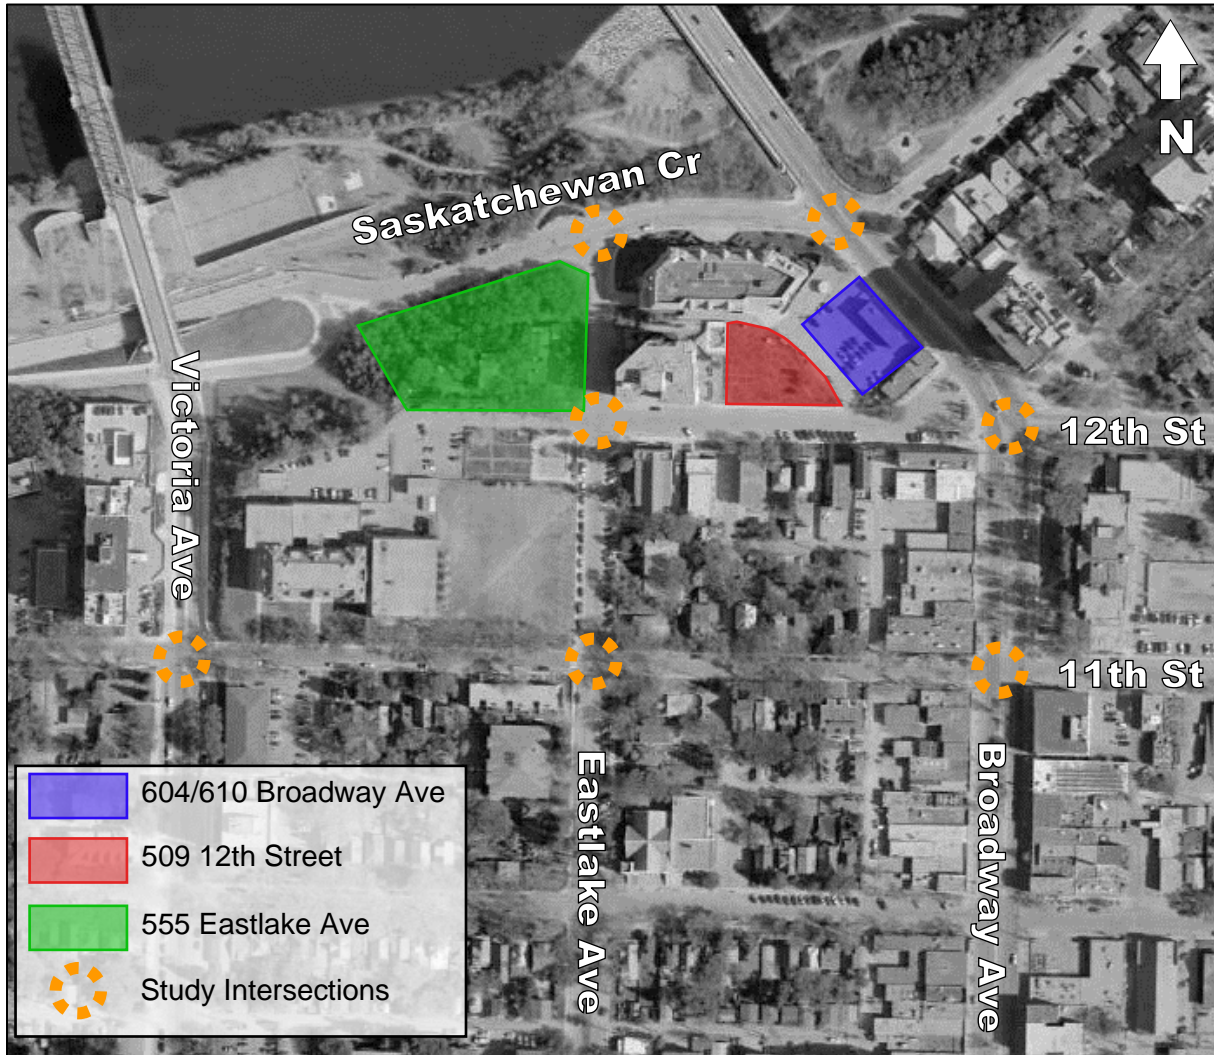 N
Saskatchewan Cr
Victoria Ave
12th St
11th St
Eastlake Ave
Broadway Ave
604/610 Broadway Ave
509 12th Street
555 Eastlake Ave
Study Intersections